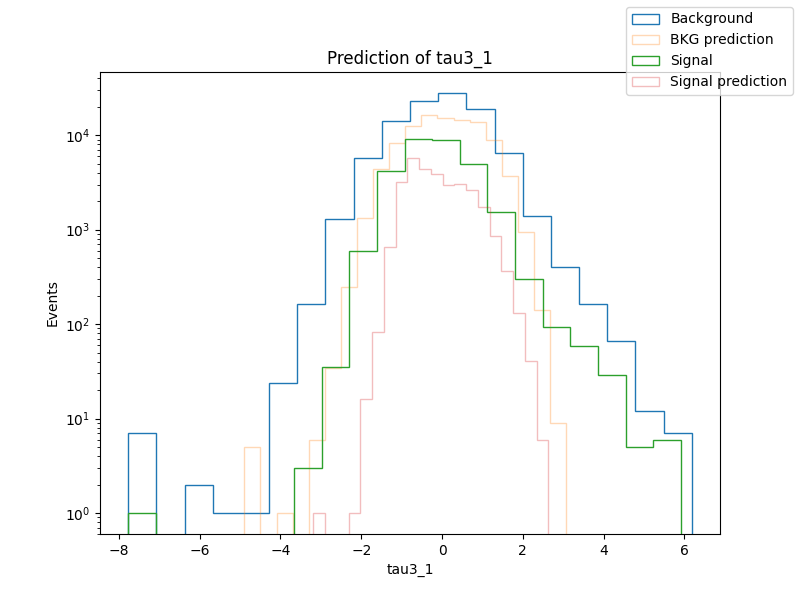 Prediction of tau3_1
Background
BKG prediction
Signal
Signal prediction
Events
10^4
10^3
10^2
10^1
10^0
−8 −6 −4 −2 0 2 4 6
tau3_1